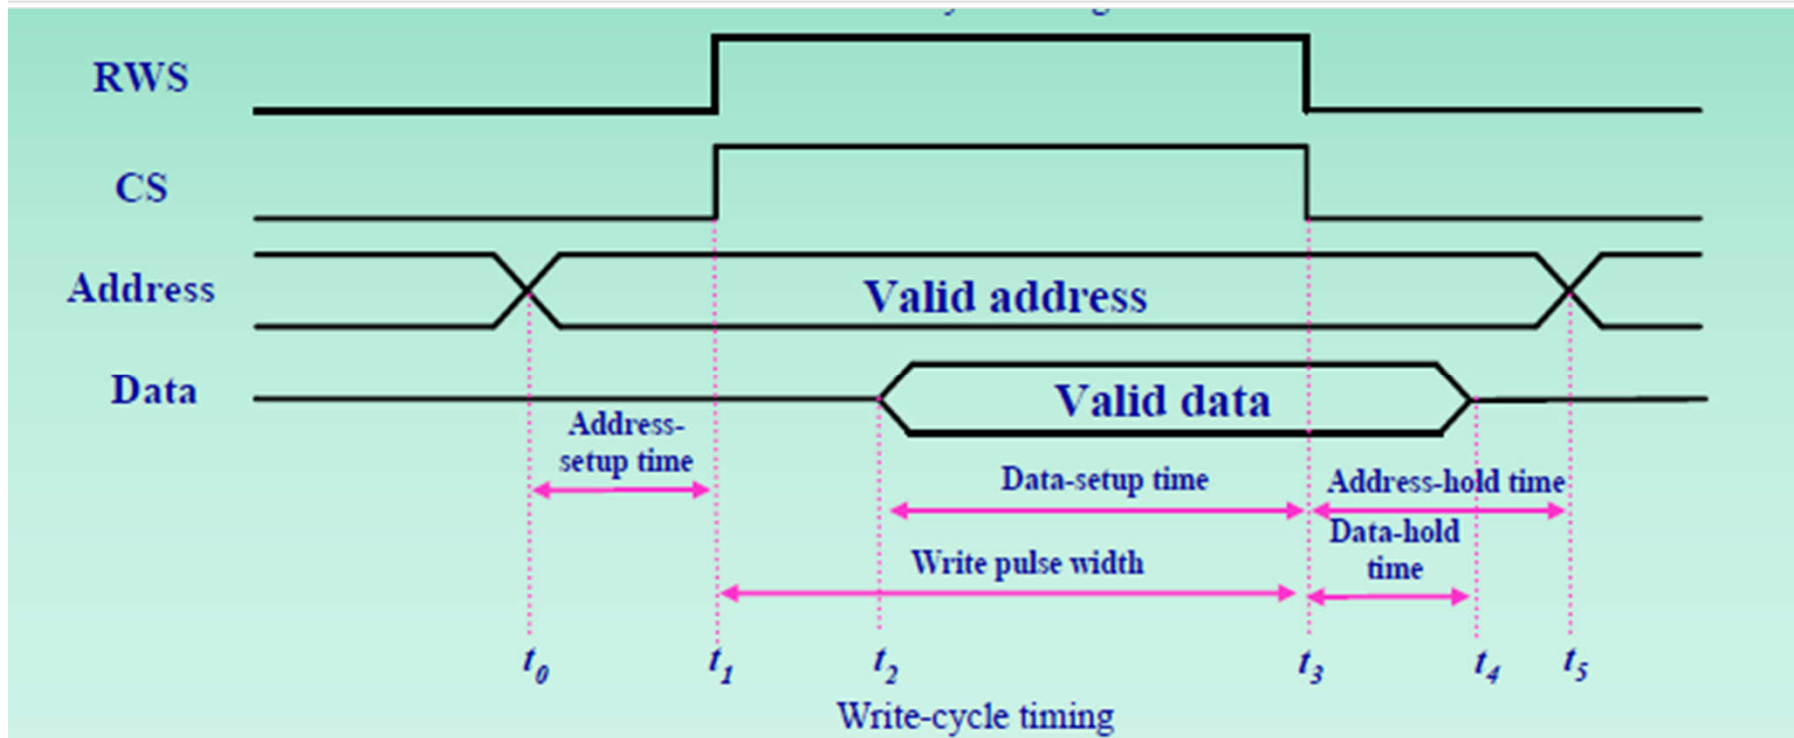 RWS
CS
Address
Valid address
Data
Valid data
Address-
setup time
Data-setup time
Address-hold time
Data-hold
time
Write pulse width
t0
t1
t2
t3
t4
t5
Write-cycle timing